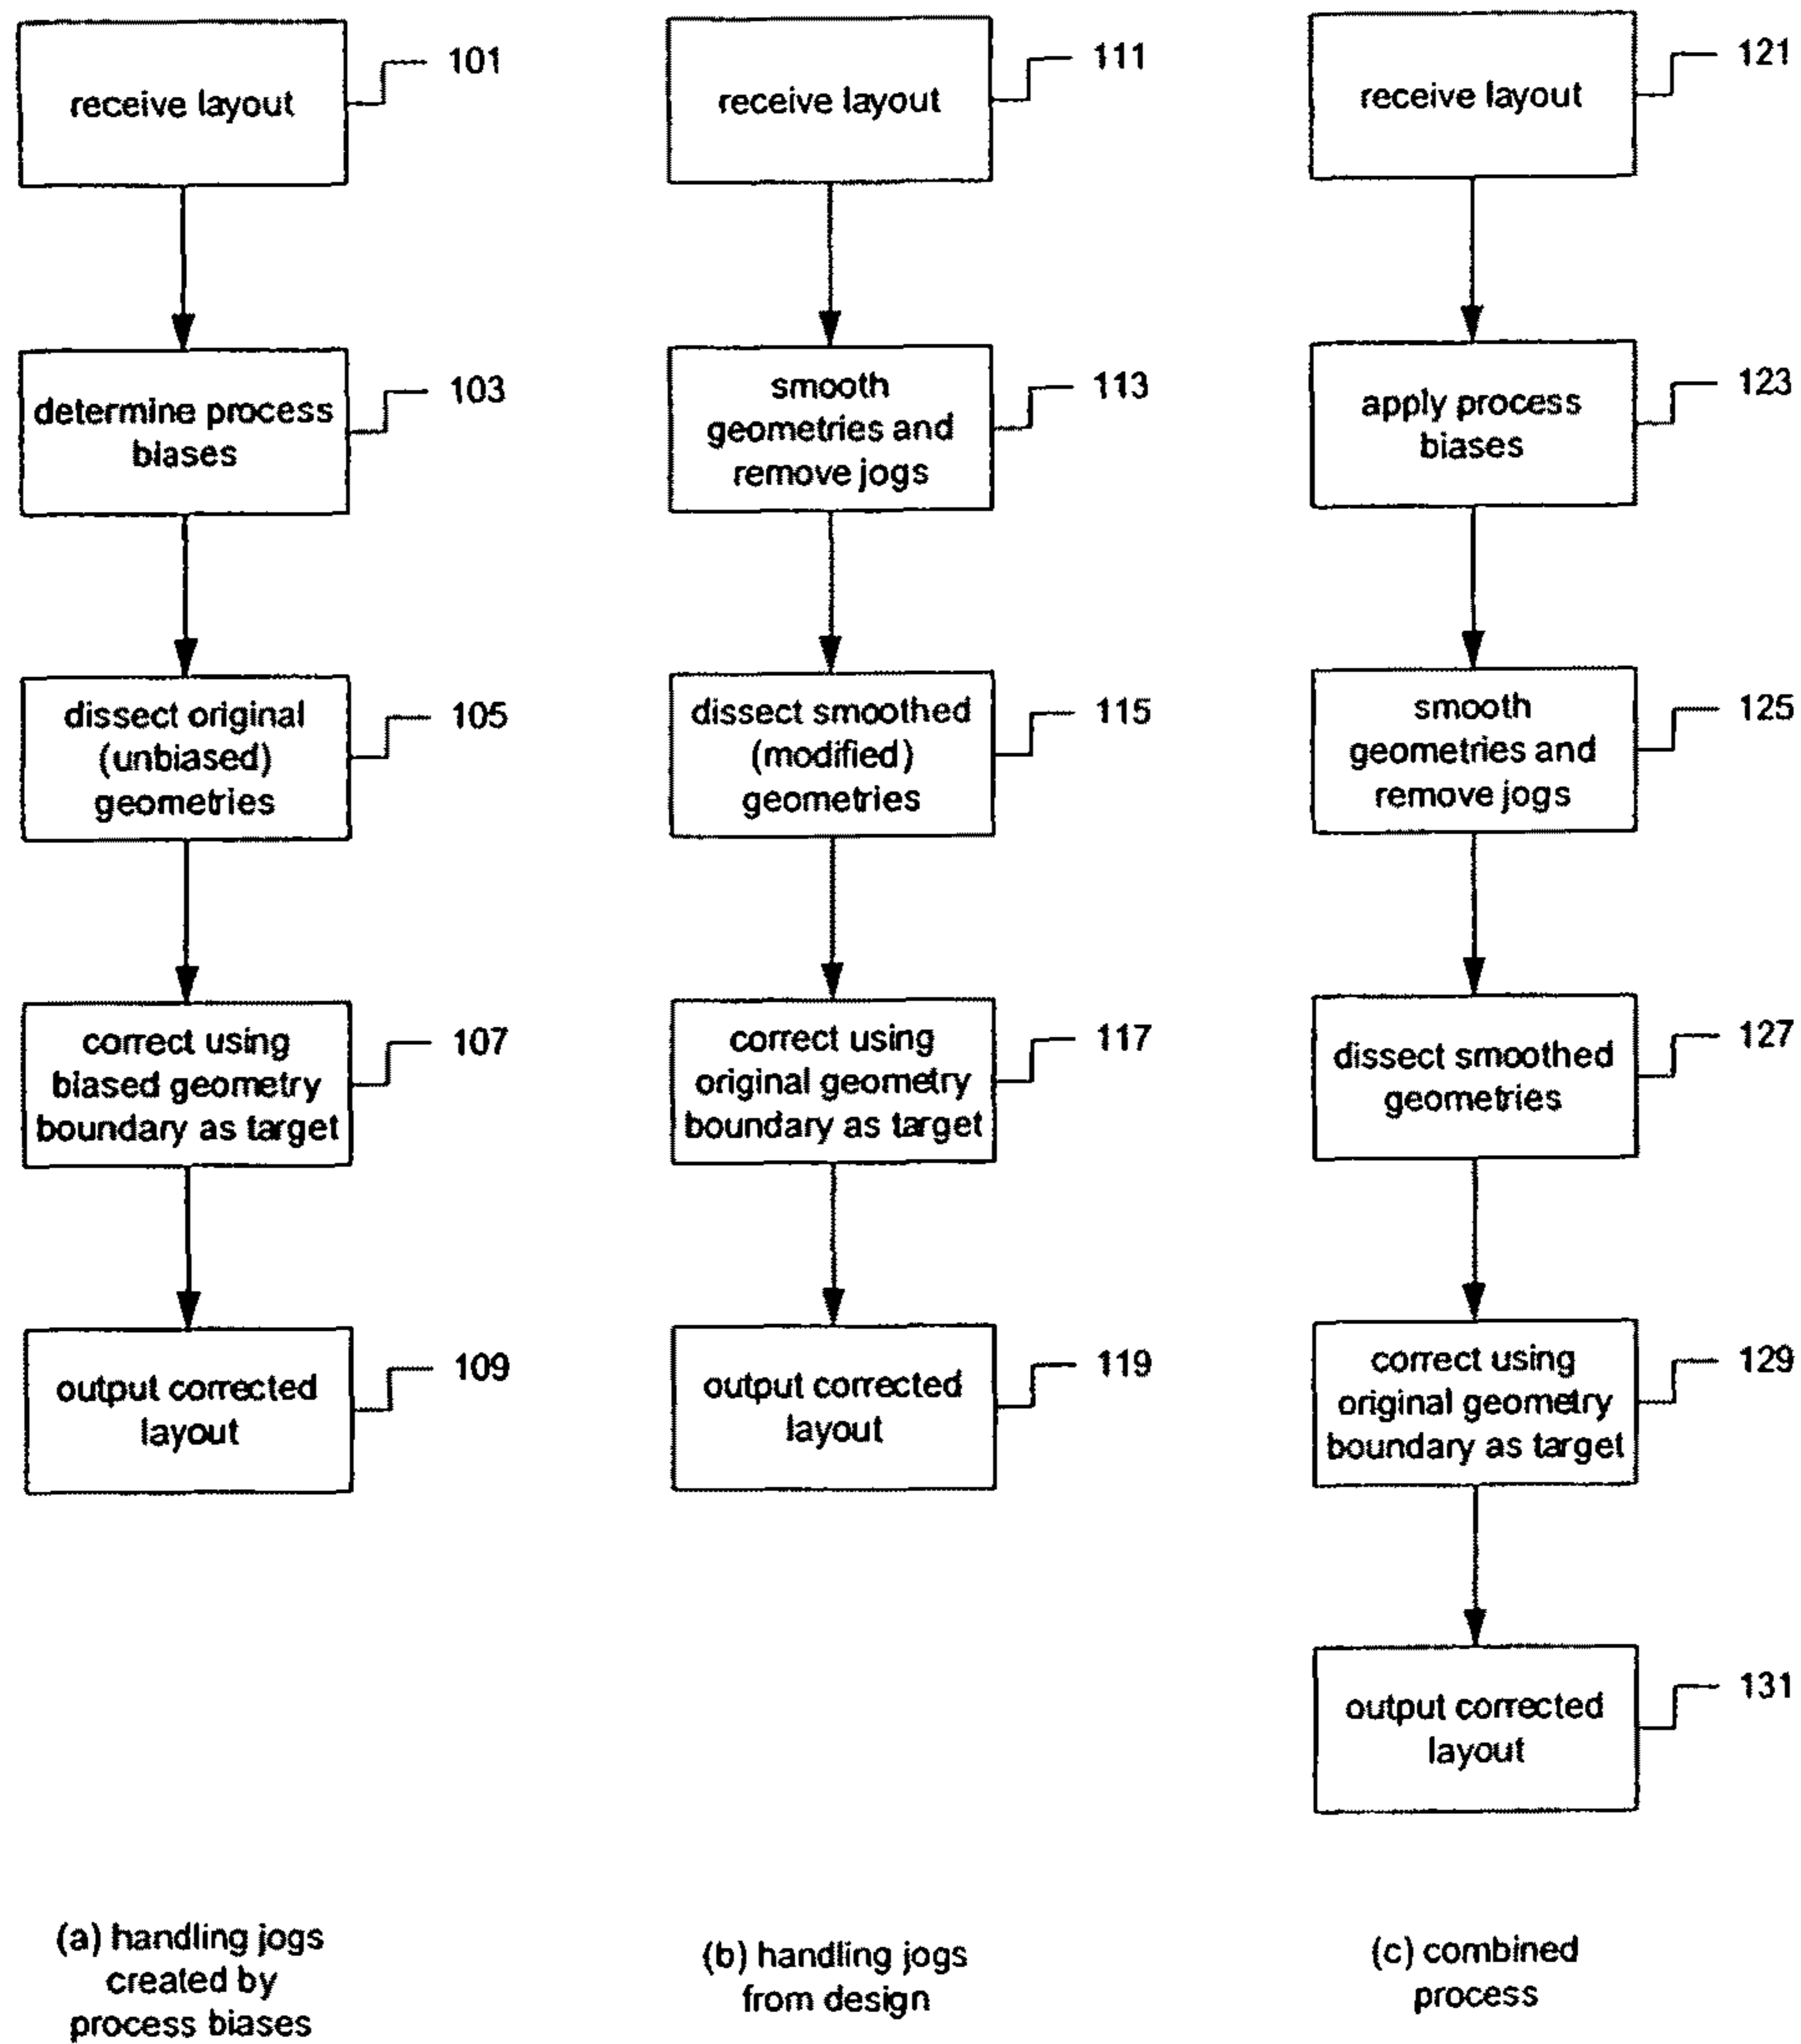 receive layout
101
determine process
biases
103
dissect original
(unbiased)
geometries
105
correct using
biased geometry
boundary as target
107
output corrected
layout
109
(a) handling jogs
created by
process biases
receive layout
111
smooth
geometries and
remove jogs
113
dissect smoothed
(modified)
geometries
115
correct using
original geometry
boundary as target
117
output corrected
layout
119
(b) handling jogs
from design
receive layout
121
apply process
biases
123
smooth
geometries and
remove jogs
125
dissect smoothed
geometries
127
correct using
original geometry
boundary as target
129
output corrected
layout
131
(c) combined
process